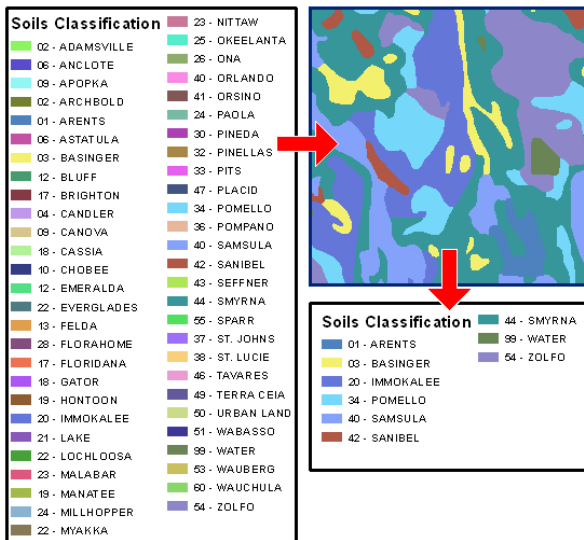 Soils Classification
02 - ADAMSVILLE
06 - ANCLOTE
09 - APOPKA
02 - ARCHBOLD
01 - ARENTS
06 - ASTATULA
03 - BASINGER
12 - BLUFF
17 - BRIGHTON
04 - CANDLER
09 - CANOVA
18 - CASSIA
10 - CHOBEE
12 - EMERALDA
22 - EVERGLADES
13 - FELDA
28 - FLORAHOME
17 - FLORIDANA
18 - GATOR
19 - HONTOON
20 - IMMOKALEE
21 - LAKE
22 - LOCHLOOSA
23 - MALABAR
19 - MANATEE
24 - MILLHOPPER
22 - MYAKKA
23 - NITTAW
25 - OKEELANTA
26 - ONA
40 - ORLANDO
41 - ORSINO
24 - PAOLA
30 - PINEDA
32 - PINELLAS
33 - PITS
47 - PLACID
34 - POMELLO
36 - POMPANO
40 - SAMSULA
42 - SANIBEL
43 - SEFFNER
44 - SMYRNA
55 - SPARR
37 - ST. JOHNS
38 - ST. LUCIE
46 - TAVARES
49 - TERRA CEIA
50 - URBAN LAND
51 - WABASSO
99 - WATER
53 - WAUBERG
60 - WAUCHULA
54 - ZOLFO
Soils Classification
01 - ARENTS
03 - BASINGER
20 - IMMOKALEE
34 - POMELLO
40 - SAMSULA
42 - SANIBEL
44 - SMYRNA
99 - WATER
54 - ZOLFO